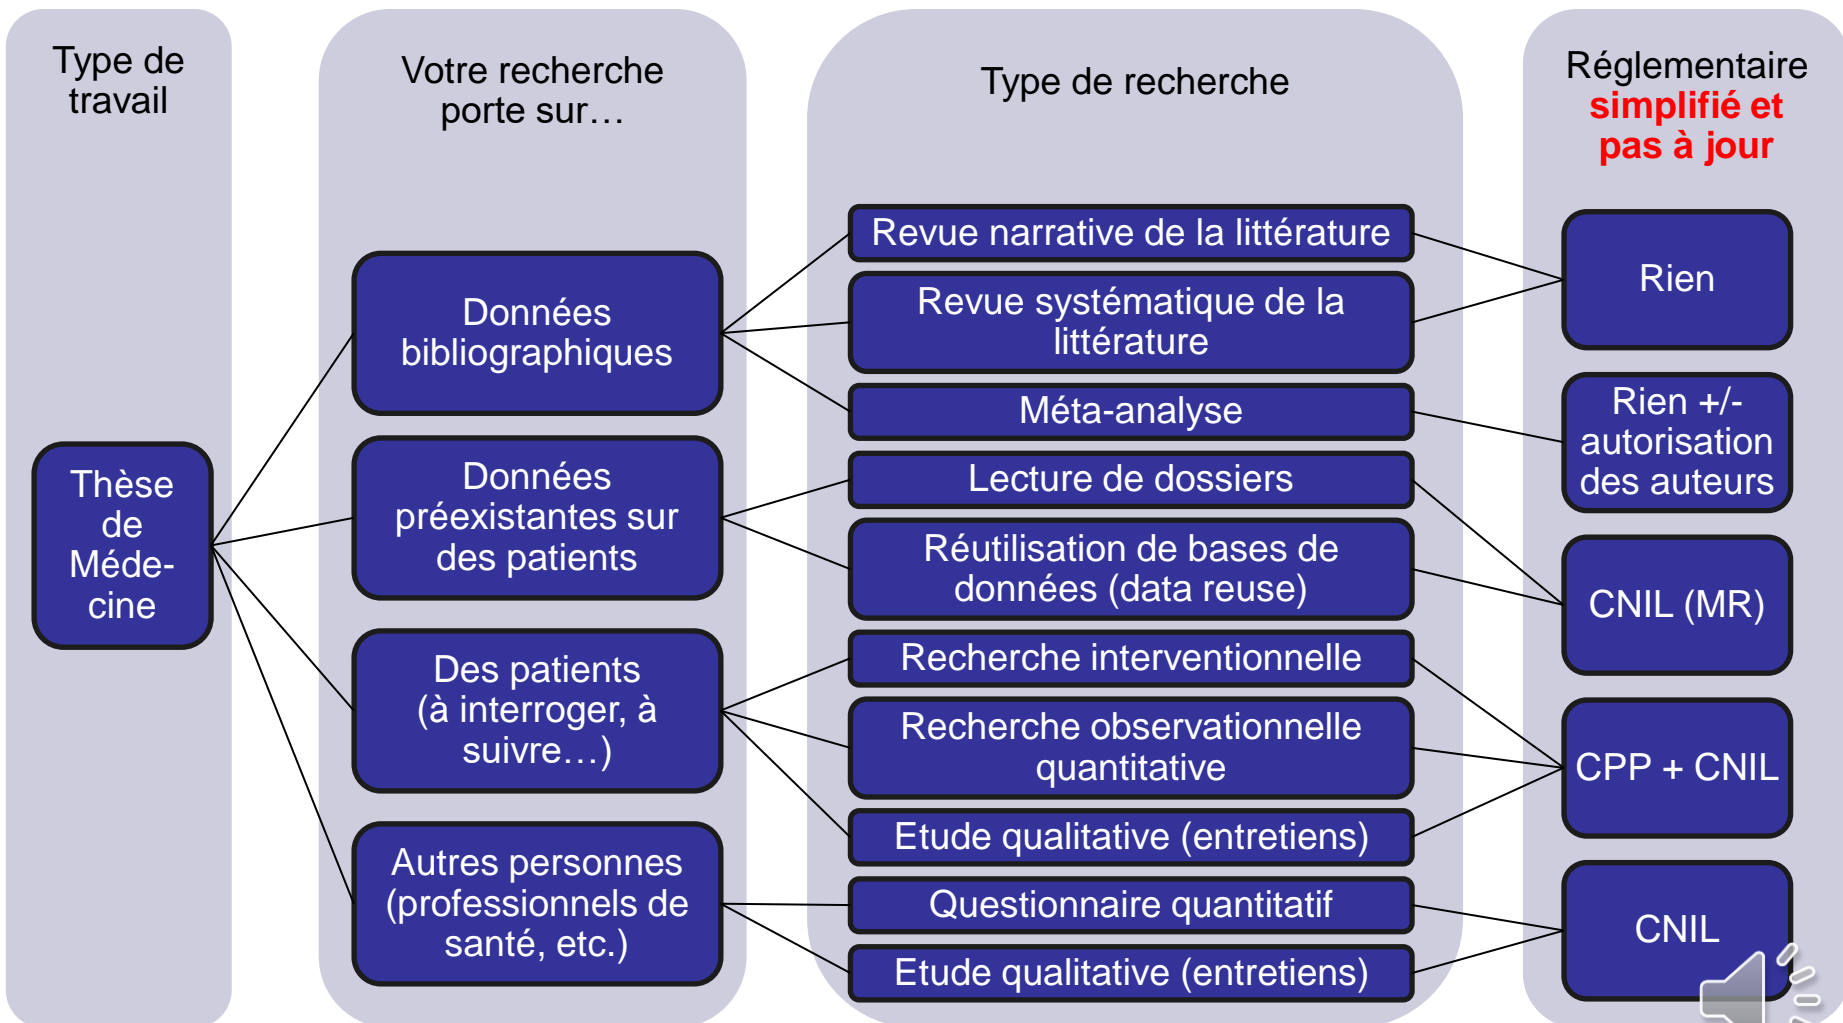 Type de
travail
Votre recherche
porte sur…
Type de recherche
Réglementaire
simplifié et
pas à jour
Thèse
de
Méde-
cine
Données
bibliographiques
Données
préexistantes sur
des patients
Des patients
(à interroger, à
suivre…)
Autres personnes
(professionnels de
santé, etc.)
Revue narrative de la littérature
Revue systématique de la
littérature
Méta-analyse
Lecture de dossiers
Réutilisation de bases de
données (data reuse)
Recherche interventionnelle
Recherche observationnelle
quantitative
Etude qualitative (entretiens)
Questionnaire quantitatif
Etude qualitative (entretiens)
Rien
Rien +/-
autorisation
des auteurs
CNIL (MR)
CPP + CNIL
CNIL